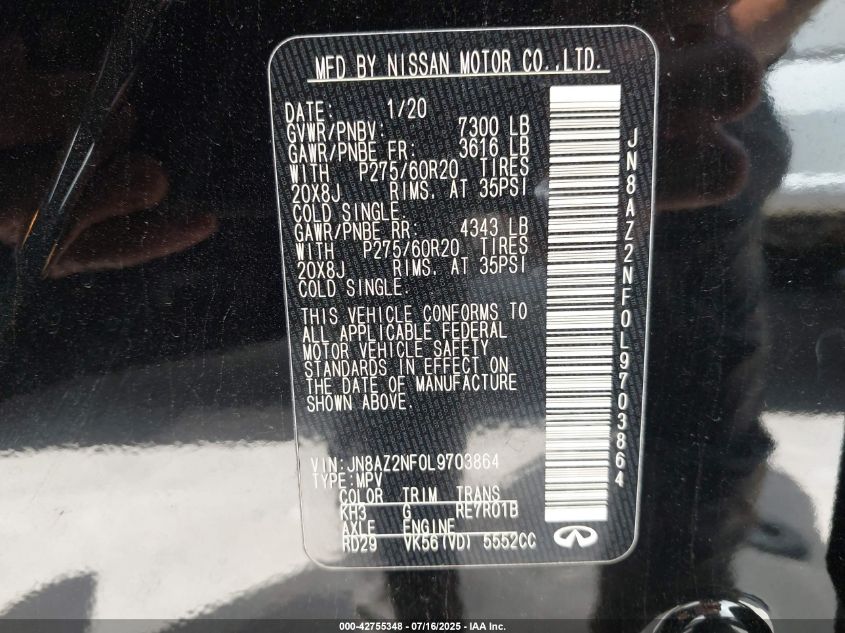 MFD BY NISSAN MOTOR CO.,LTD.
DATE: 1/20
GVWR/PNBV: 7300 LB
GAWR/PNBE FR: 3616 LB
WITH P275/60R20 TIRES
20X8J RIMS. AT 35PSI
COLD SINGLE.
GAWR/PNBE RR: 4343 LB
WITH P275/60R20 TIRES
20X8J RIMS. AT 35PSI
COLD SINGLE.
THIS VEHICLE CONFORMS TO
ALL APPLICABLE FEDERAL
MOTOR VEHICLE SAFETY
STANDARDS IN EFFECT ON
THE DATE OF MANUFACTURE
SHOWN ABOVE.
VIN:JN8AZ2NF0L9703864
TYPE:MPV
COLOR TRIM TRANS
KH3 G RE7R01B
AXLE ENGINE
RD29 VK56(VD) 5552CC
JN8AZ2NF0L9703864
000-42755348 - 07/16/2025 - IAA Inc.